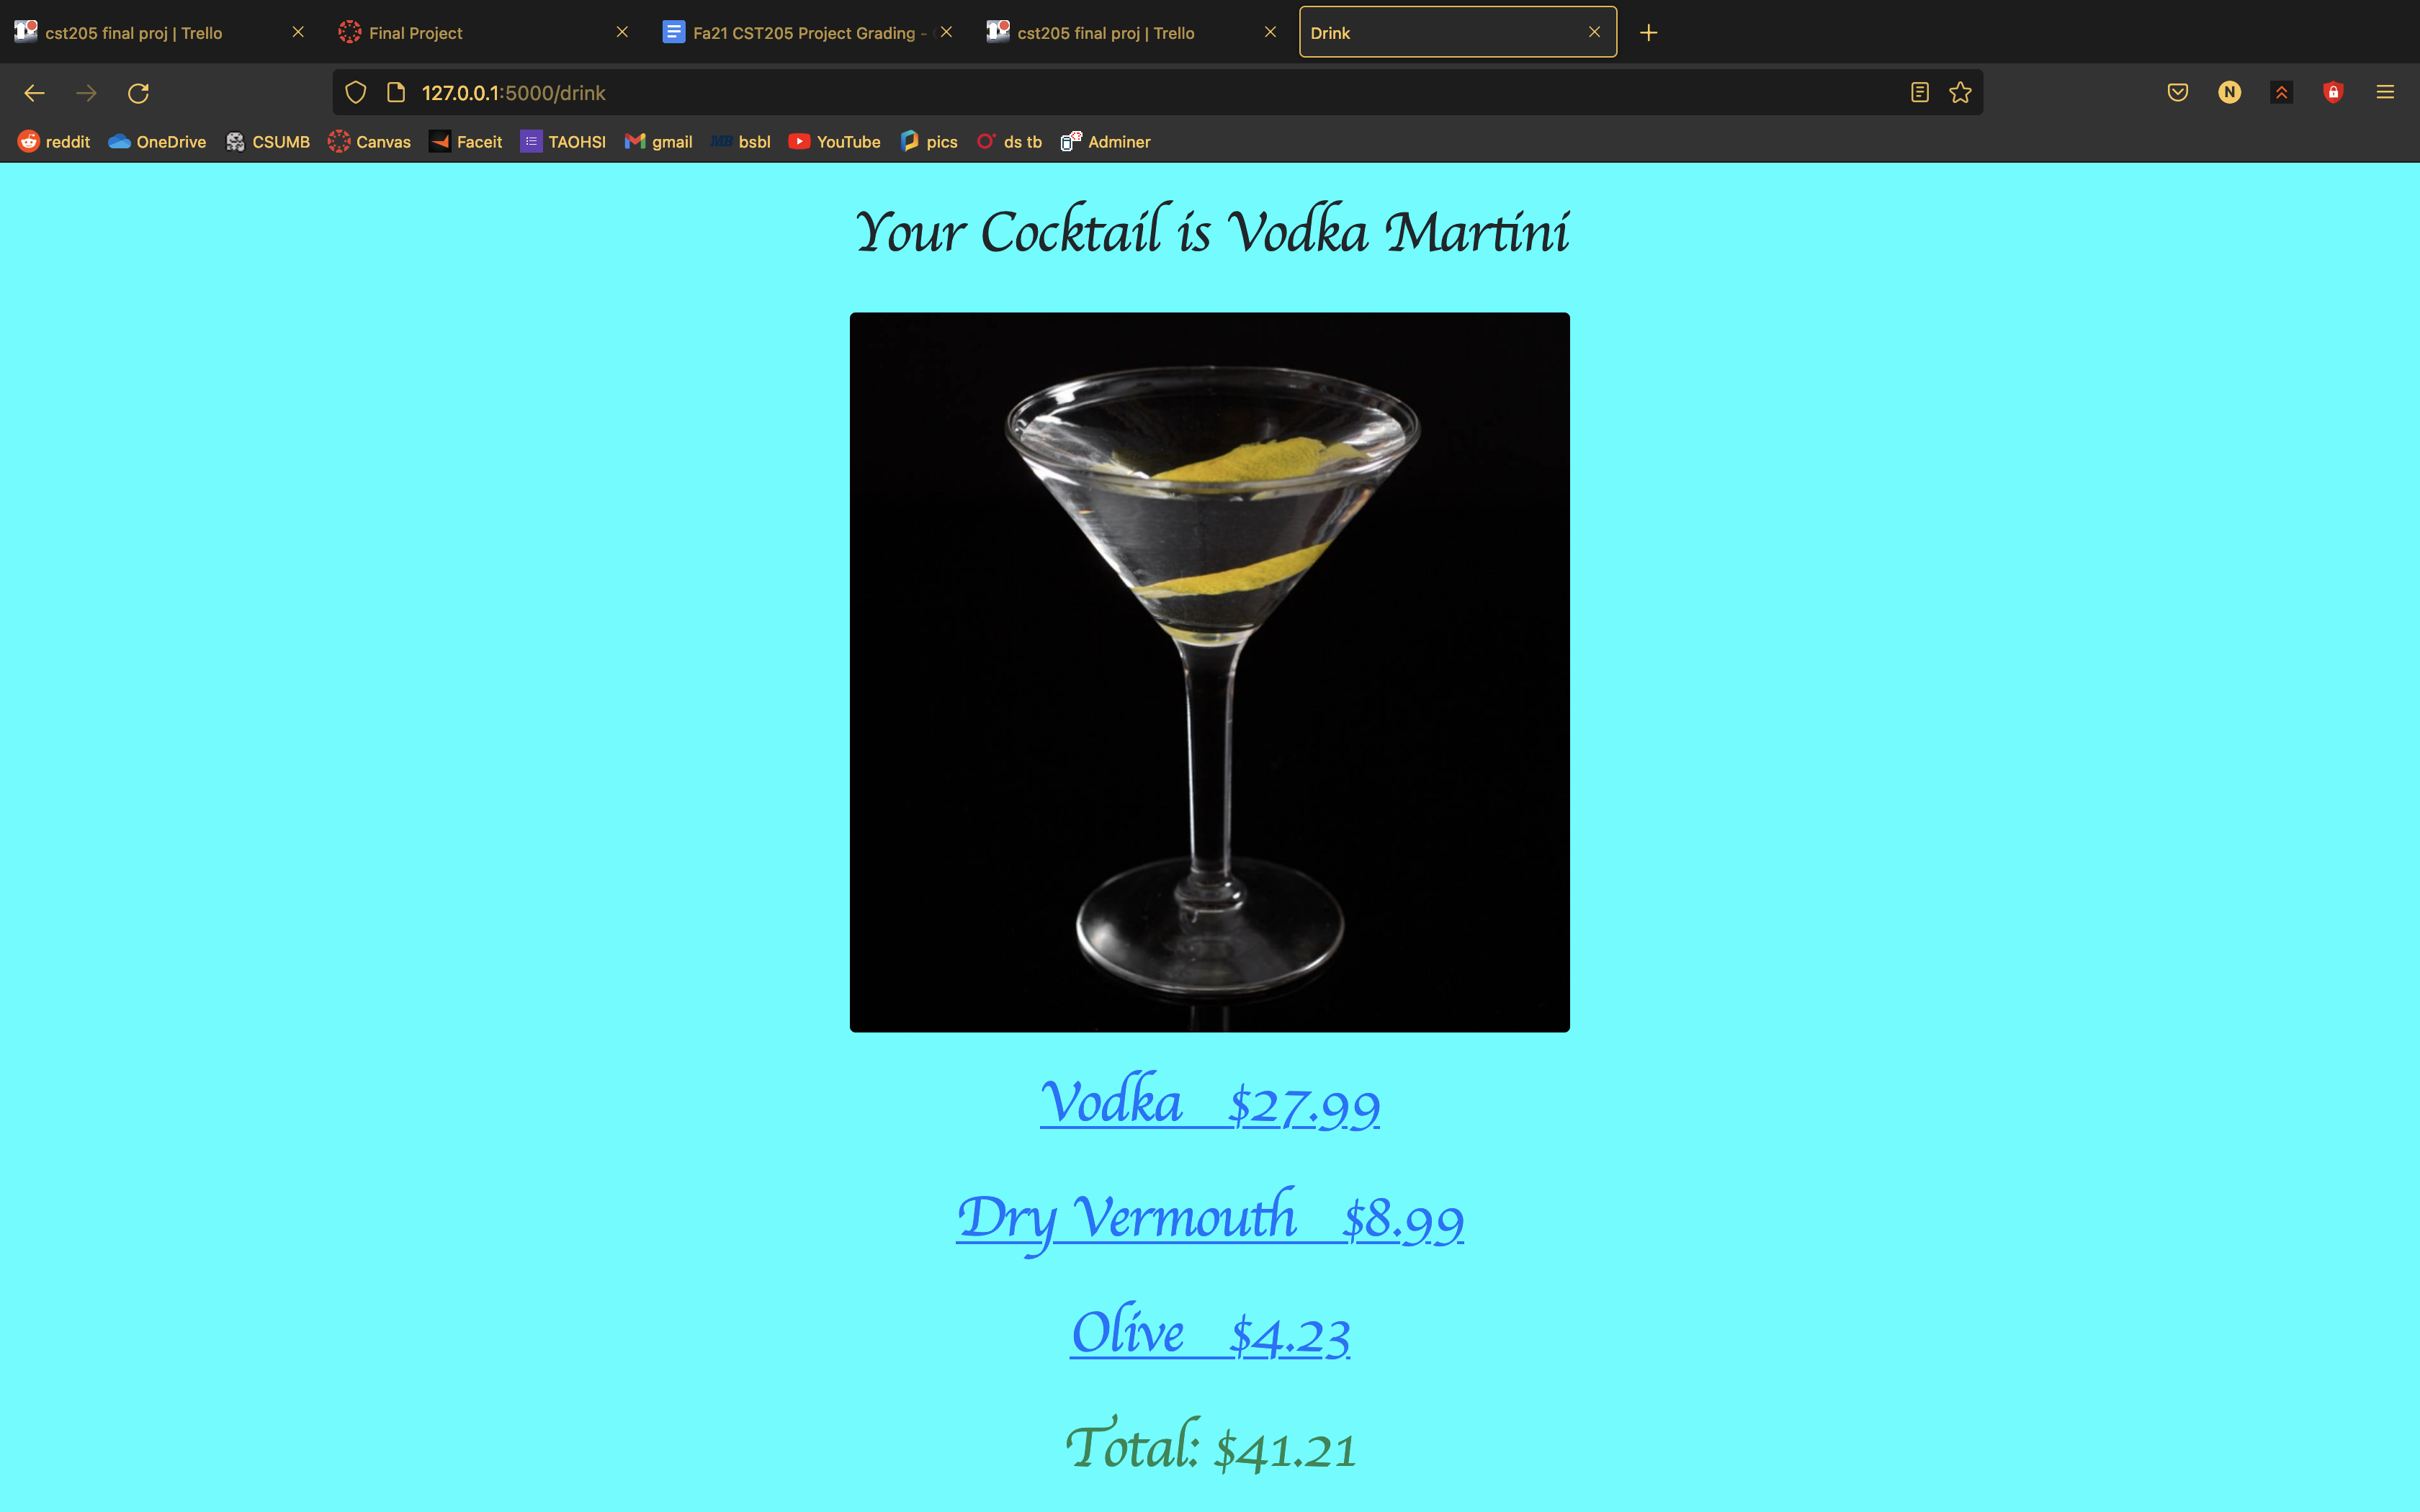 cst205 final proj | Trello
Final Project
Fa21 CST205 Project Grading -
cst205 final proj | Trello
Drink
127.0.0.1:5000/drink
N
reddit
OneDrive
CSUMB
Canvas
Faceit
TAOHSI
gmail
MB bsbl
YouTube
pics
ds tb
Adminer
Your Cocktail is Vodka Martini
Vodka $27.99
Dry Vermouth $8.99
Olive $4.23
Total: $41.21